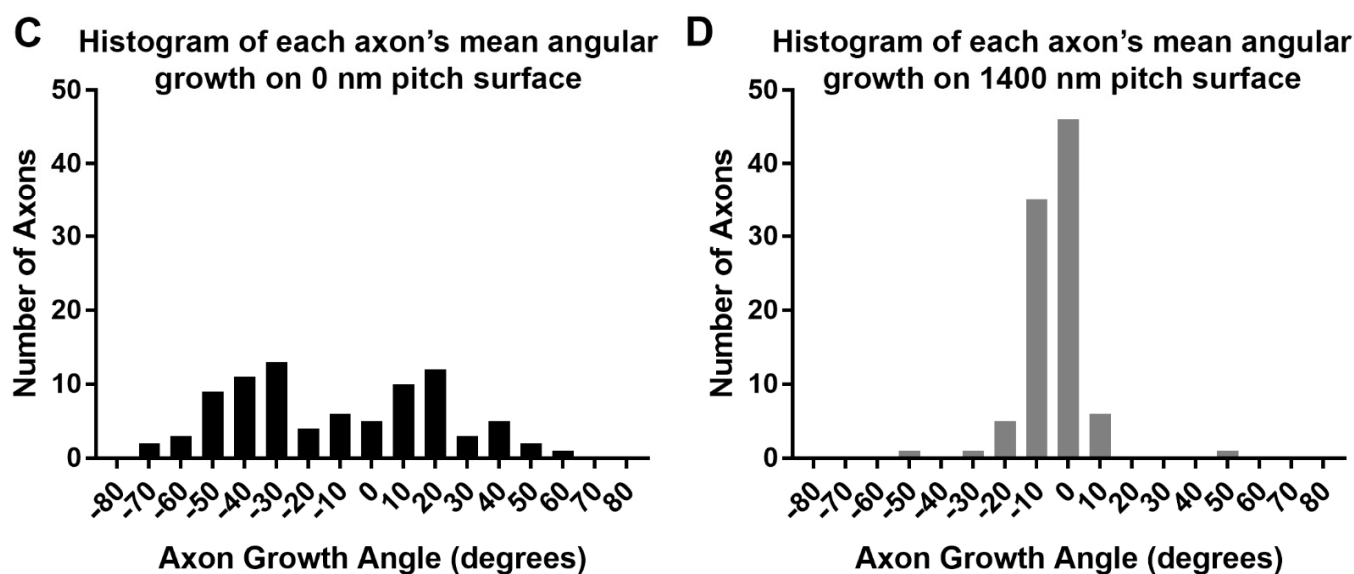 C
Histogram of each axon's mean angular
growth on 0 nm pitch surface
50
40
30
20
10
0
Number of Axons
-80 -70 -60 -50 -40 -30 -20 -10 0 10 20 30 40 50 60 70 80
Axon Growth Angle (degrees)
D
Histogram of each axon's mean angular
growth on 1400 nm pitch surface
50
40
30
20
10
0
Number of Axons
-80 -70 -60 -50 -40 -30 -20 -10 0 10 20 30 40 50 60 70 80
Axon Growth Angle (degrees)